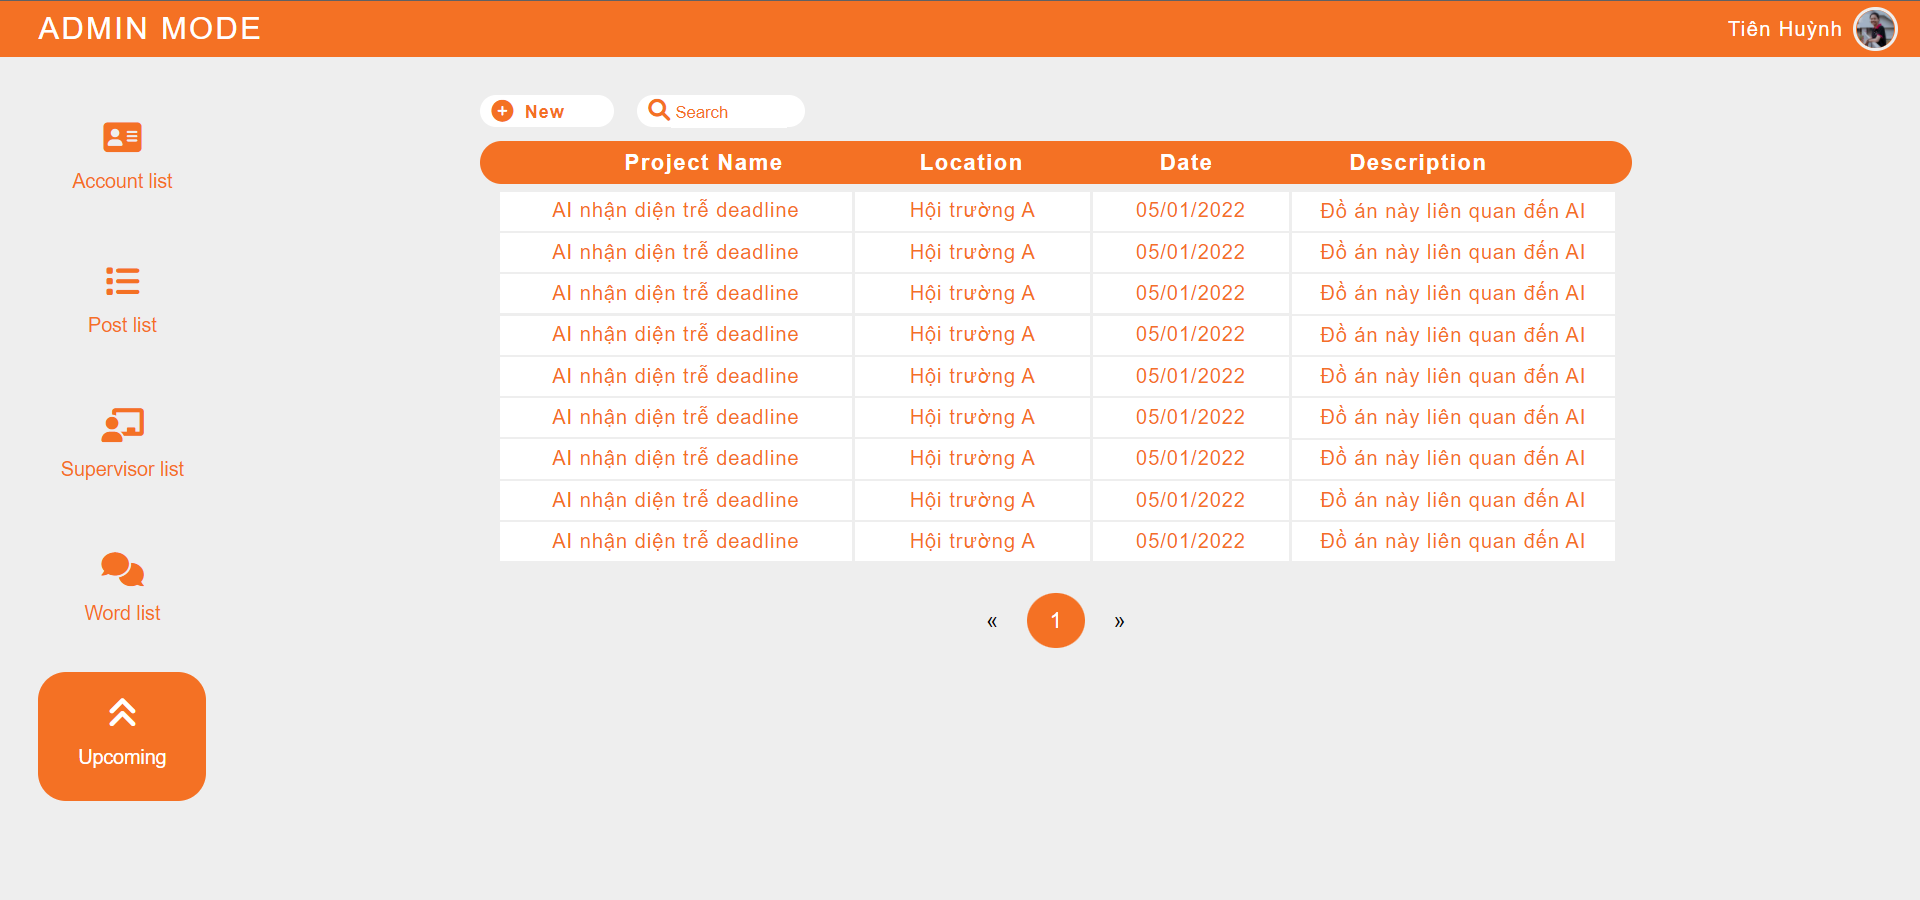 ADMIN MODE
Tiên Huỳnh
Account list
Post list
Supervisor list
Word list
Upcoming
New
Search
Project Name Location Date Description
AI nhận diện trễ deadline Hội trường A 05/01/2022 Đồ án này liên quan đến AI
AI nhận diện trễ deadline Hội trường A 05/01/2022 Đồ án này liên quan đến AI
AI nhận diện trễ deadline Hội trường A 05/01/2022 Đồ án này liên quan đến AI
AI nhận diện trễ deadline Hội trường A 05/01/2022 Đồ án này liên quan đến AI
AI nhận diện trễ deadline Hội trường A 05/01/2022 Đồ án này liên quan đến AI
AI nhận diện trễ deadline Hội trường A 05/01/2022 Đồ án này liên quan đến AI
AI nhận diện trễ deadline Hội trường A 05/01/2022 Đồ án này liên quan đến AI
AI nhận diện trễ deadline Hội trường A 05/01/2022 Đồ án này liên quan đến AI
AI nhận diện trễ deadline Hội trường A 05/01/2022 Đồ án này liên quan đến AI
« 1 »